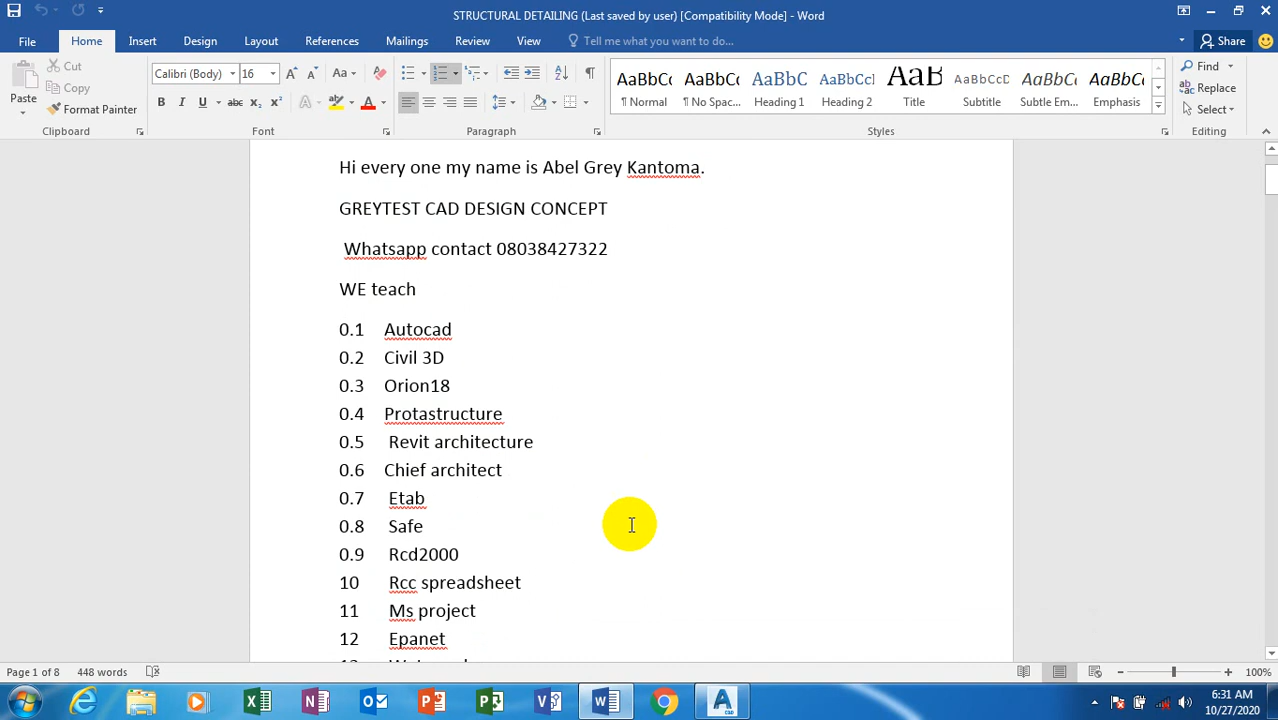 STRUCTURAL DETAILING (Last saved by user) [Compatibility Mode] - Word
File Home Insert Design Layout References Mailings Review View Tell me what you want to do... Share
Cut
Copy
Format Painter
Paste
Clipboard
Calibri (Body) 16
Font
Paragraph
AaBbCc AaBbCc AaBbC AaBbCcl AaB AaBbCcD AaBbCcD AaBbCc
¶ Normal ¶ No Spac... Heading 1 Heading 2 Title Subtitle Subtle Em... Emphasis
Styles
Find
Replace
Select
Editing
Hi every one my name is Abel Grey Kantoma.
GREYTEST CAD DESIGN CONCEPT
Whatsapp contact 08038427322
WE teach
0.1 Autocad
0.2 Civil 3D
0.3 Orion18
0.4 Protastructure
0.5 Revit architecture
0.6 Chief architect
0.7 Etab
0.8 Safe
0.9 Rcd2000
10 Rcc spreadsheet
11 Ms project
12 Epanet
Page 1 of 8 448 words 100%
6:31 AM
10/27/2020